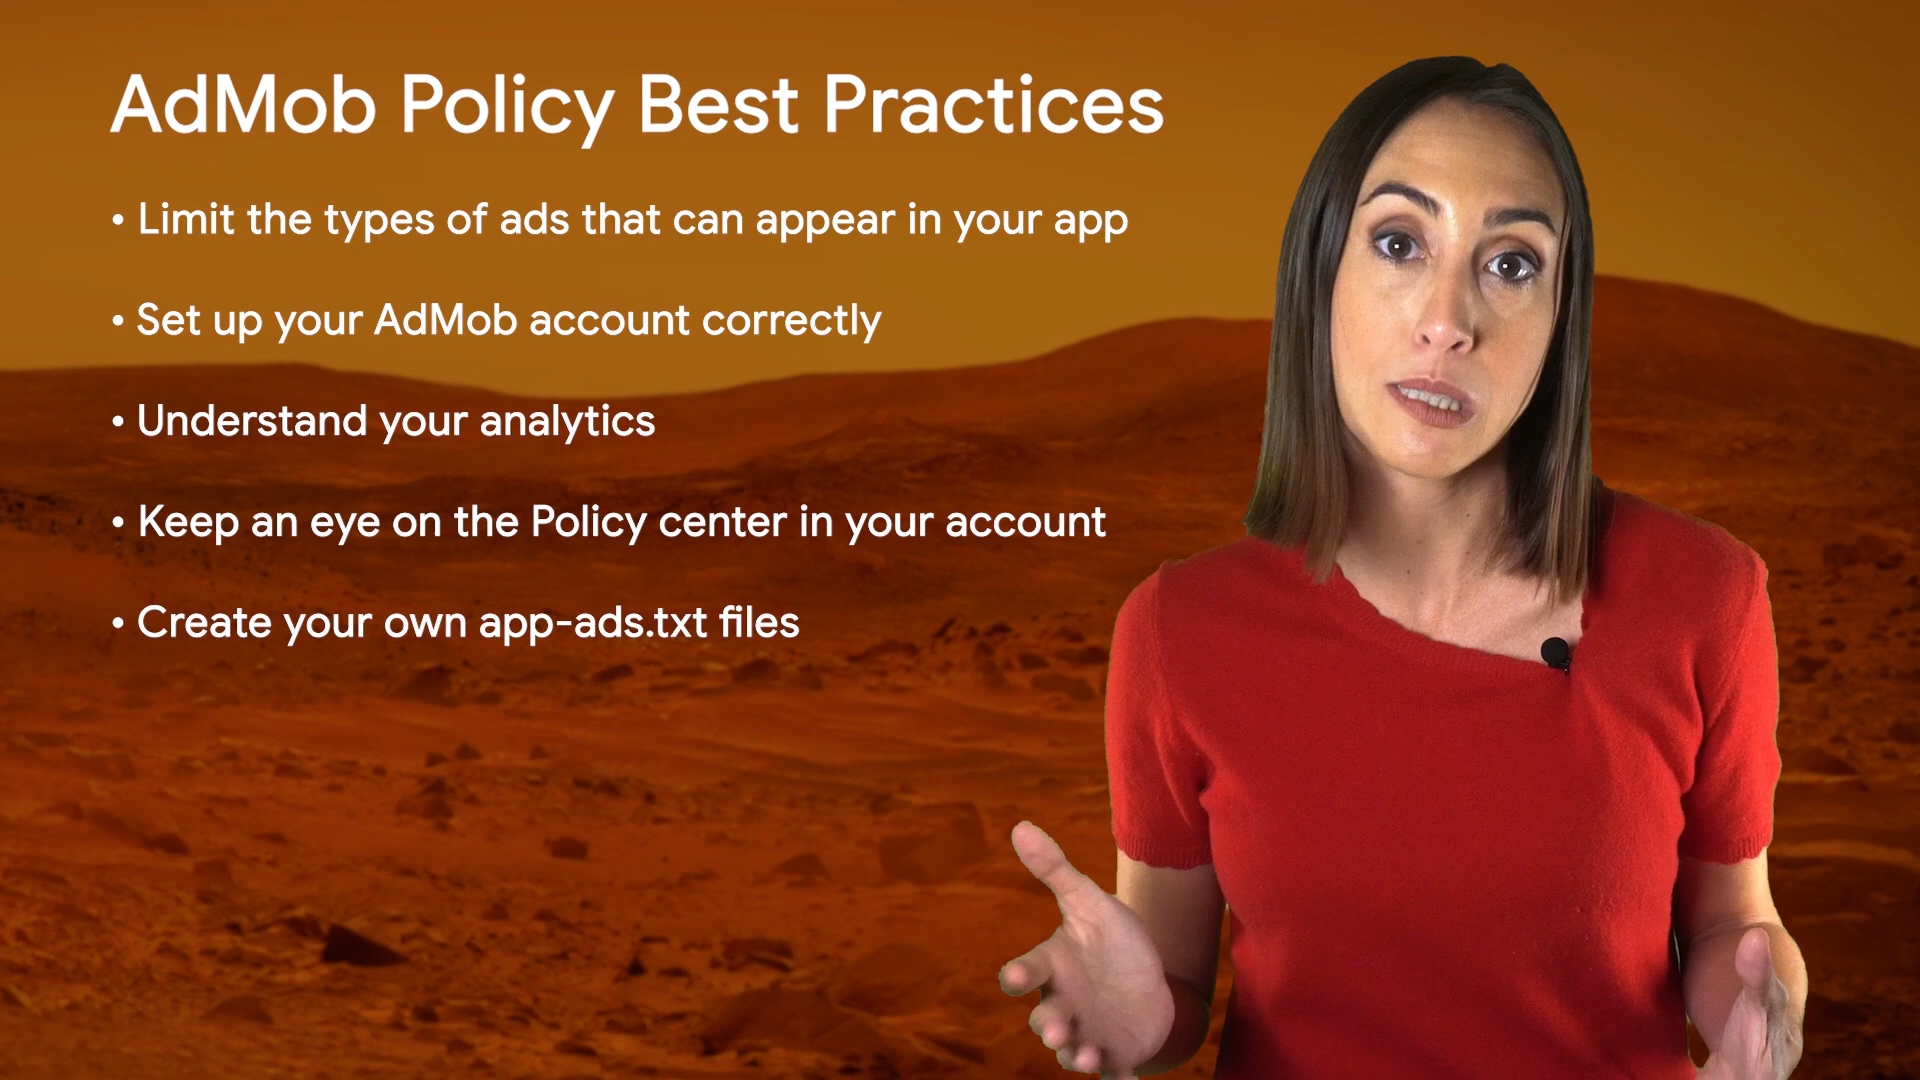 AdMob Policy Best Practices
• Limit the types of ads that can appear in your app
• Set up your AdMob account correctly
• Understand your analytics
• Keep an eye on the Policy center in your account
• Create your own app-ads.txt files